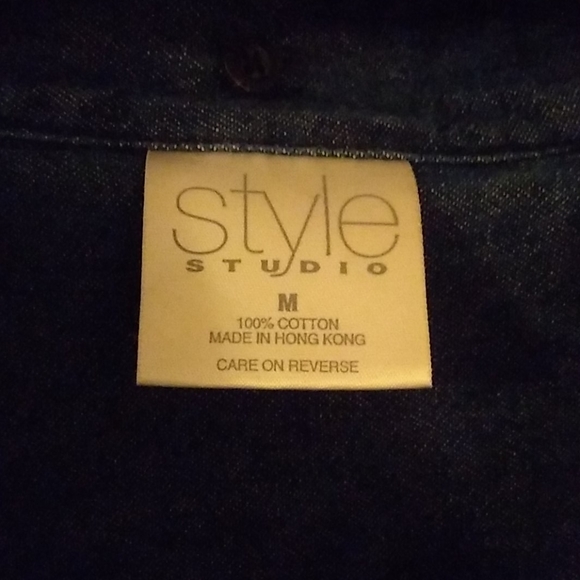 style
STUDIO
M
100% COTTON
MADE IN HONG KONG
CARE ON REVERSE